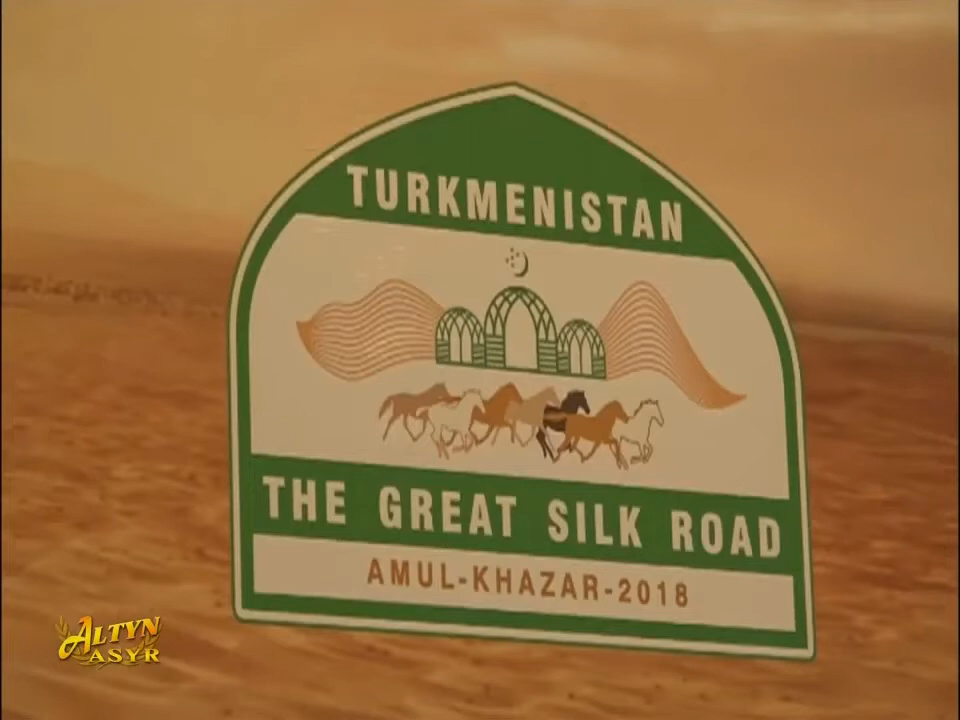 TURKMENISTAN
THE GREAT SILK ROAD
AMUL-KHAZAR-2018
ALTYN
ASYR